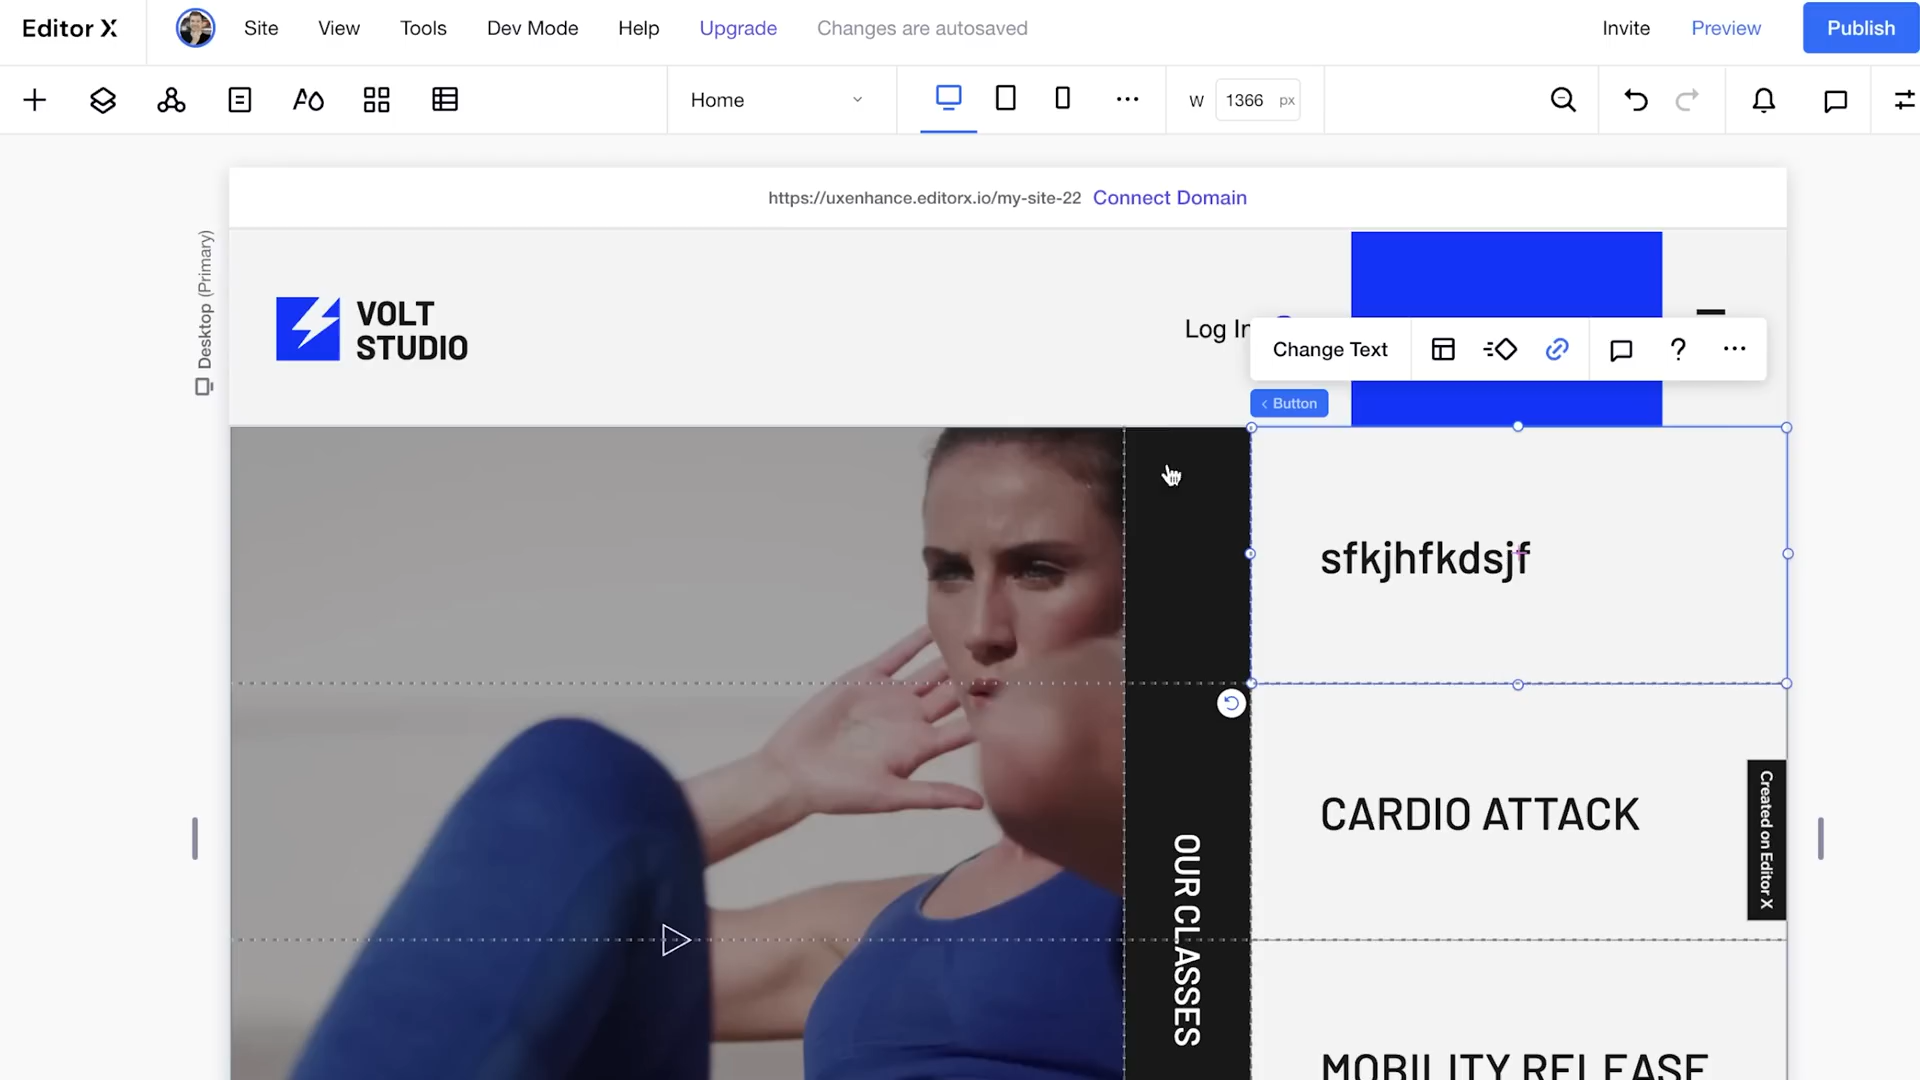 Editor X
Site
View
Tools
Dev Mode
Help
Upgrade
Changes are autosaved
Invite
Preview
Publish
Home
W
1366 px
https://uxenhance.editorx.io/my-site-22 Connect Domain
Desktop (Primary)
VOLT
STUDIO
Log In
Change Text
?
< Button
sfkjhfkdsjf
OUR CLASSES
CARDIO ATTACK
Created on Editor X
MOBILITY RELEASE